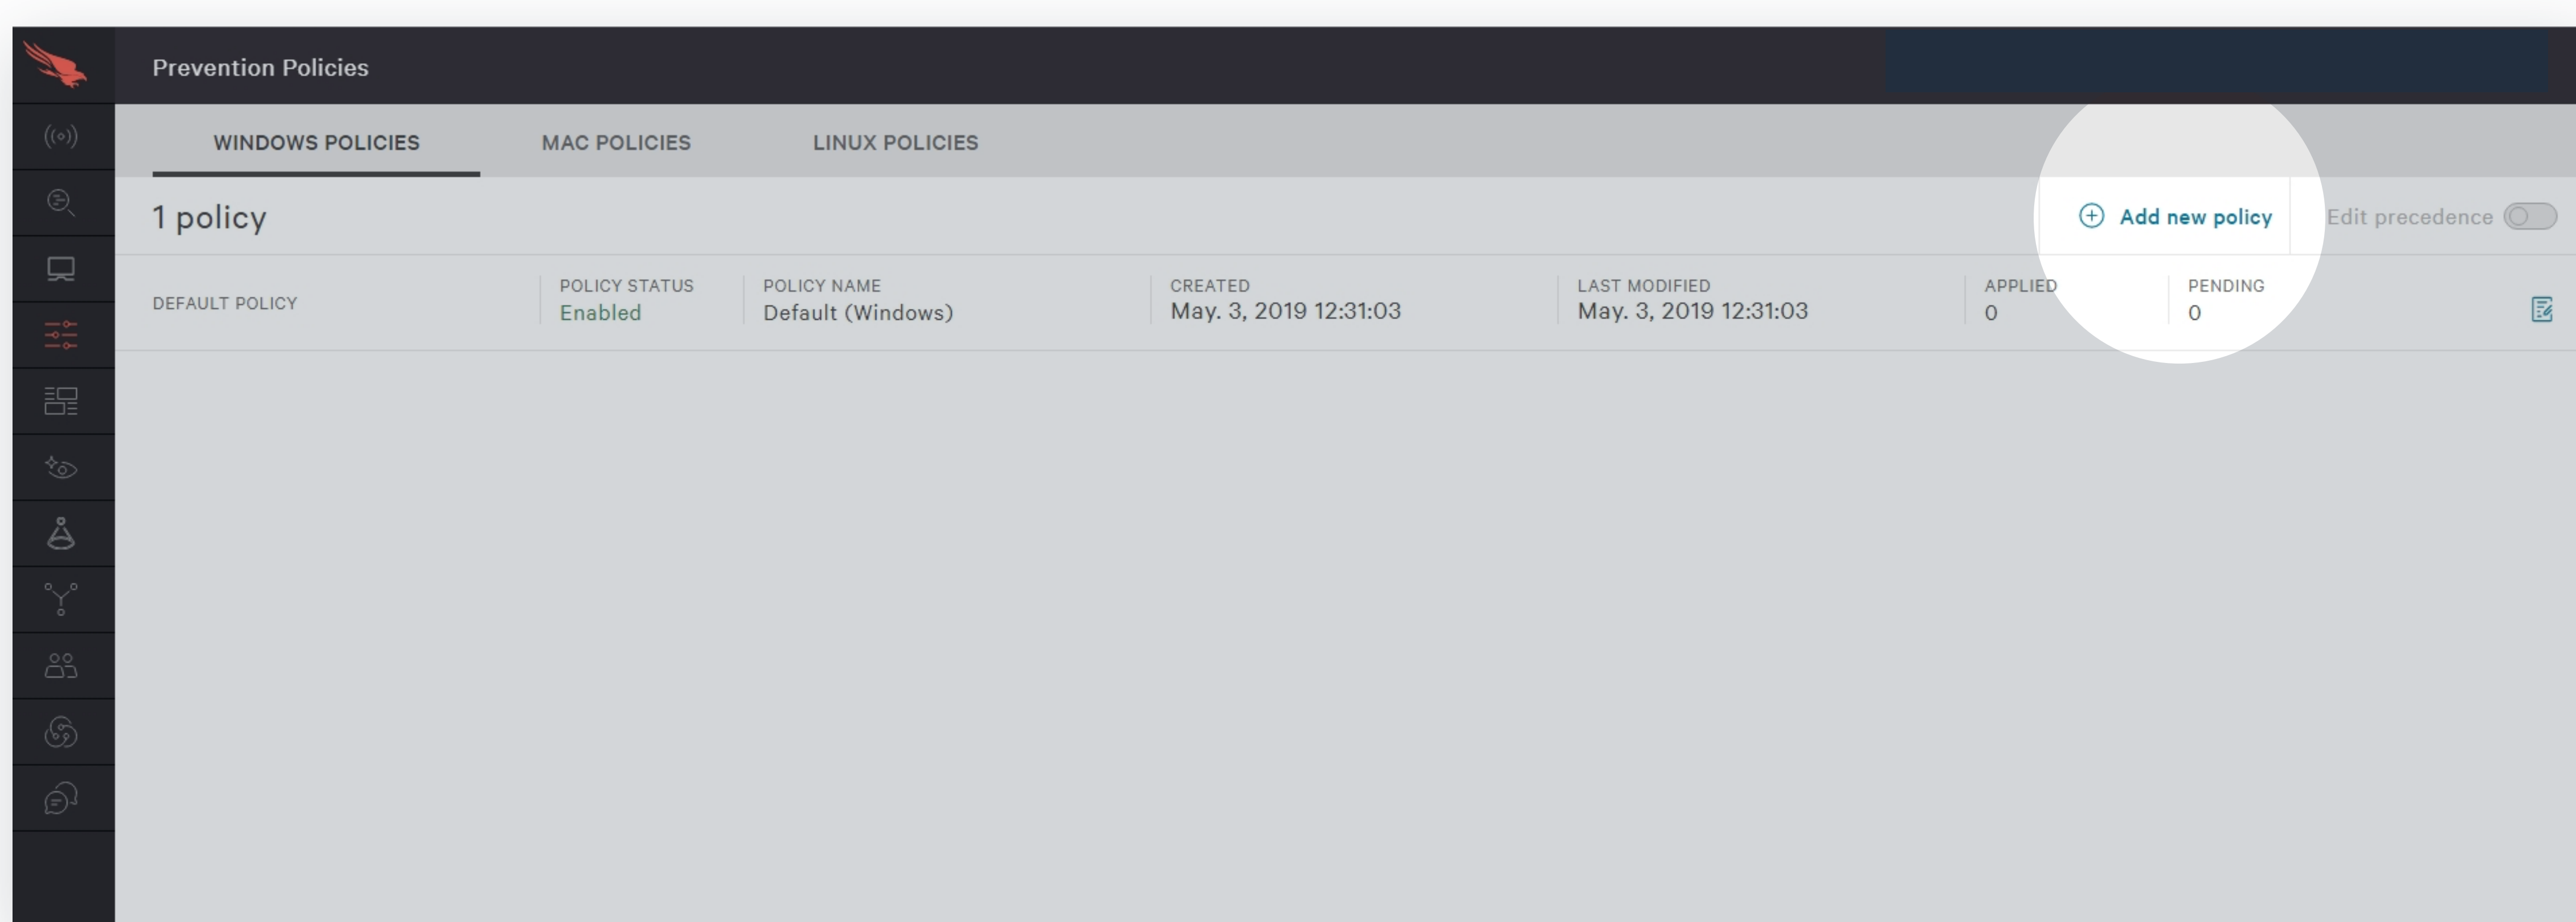 Prevention Policies
WINDOWS POLICIES MAC POLICIES LINUX POLICIES
1 policy Add new policy Edit precedence
DEFAULT POLICY POLICY STATUS POLICY NAME CREATED LAST MODIFIED APPLIED PENDING
Enabled Default (Windows) May. 3, 2019 12:31:03 May. 3, 2019 12:31:03 0 0